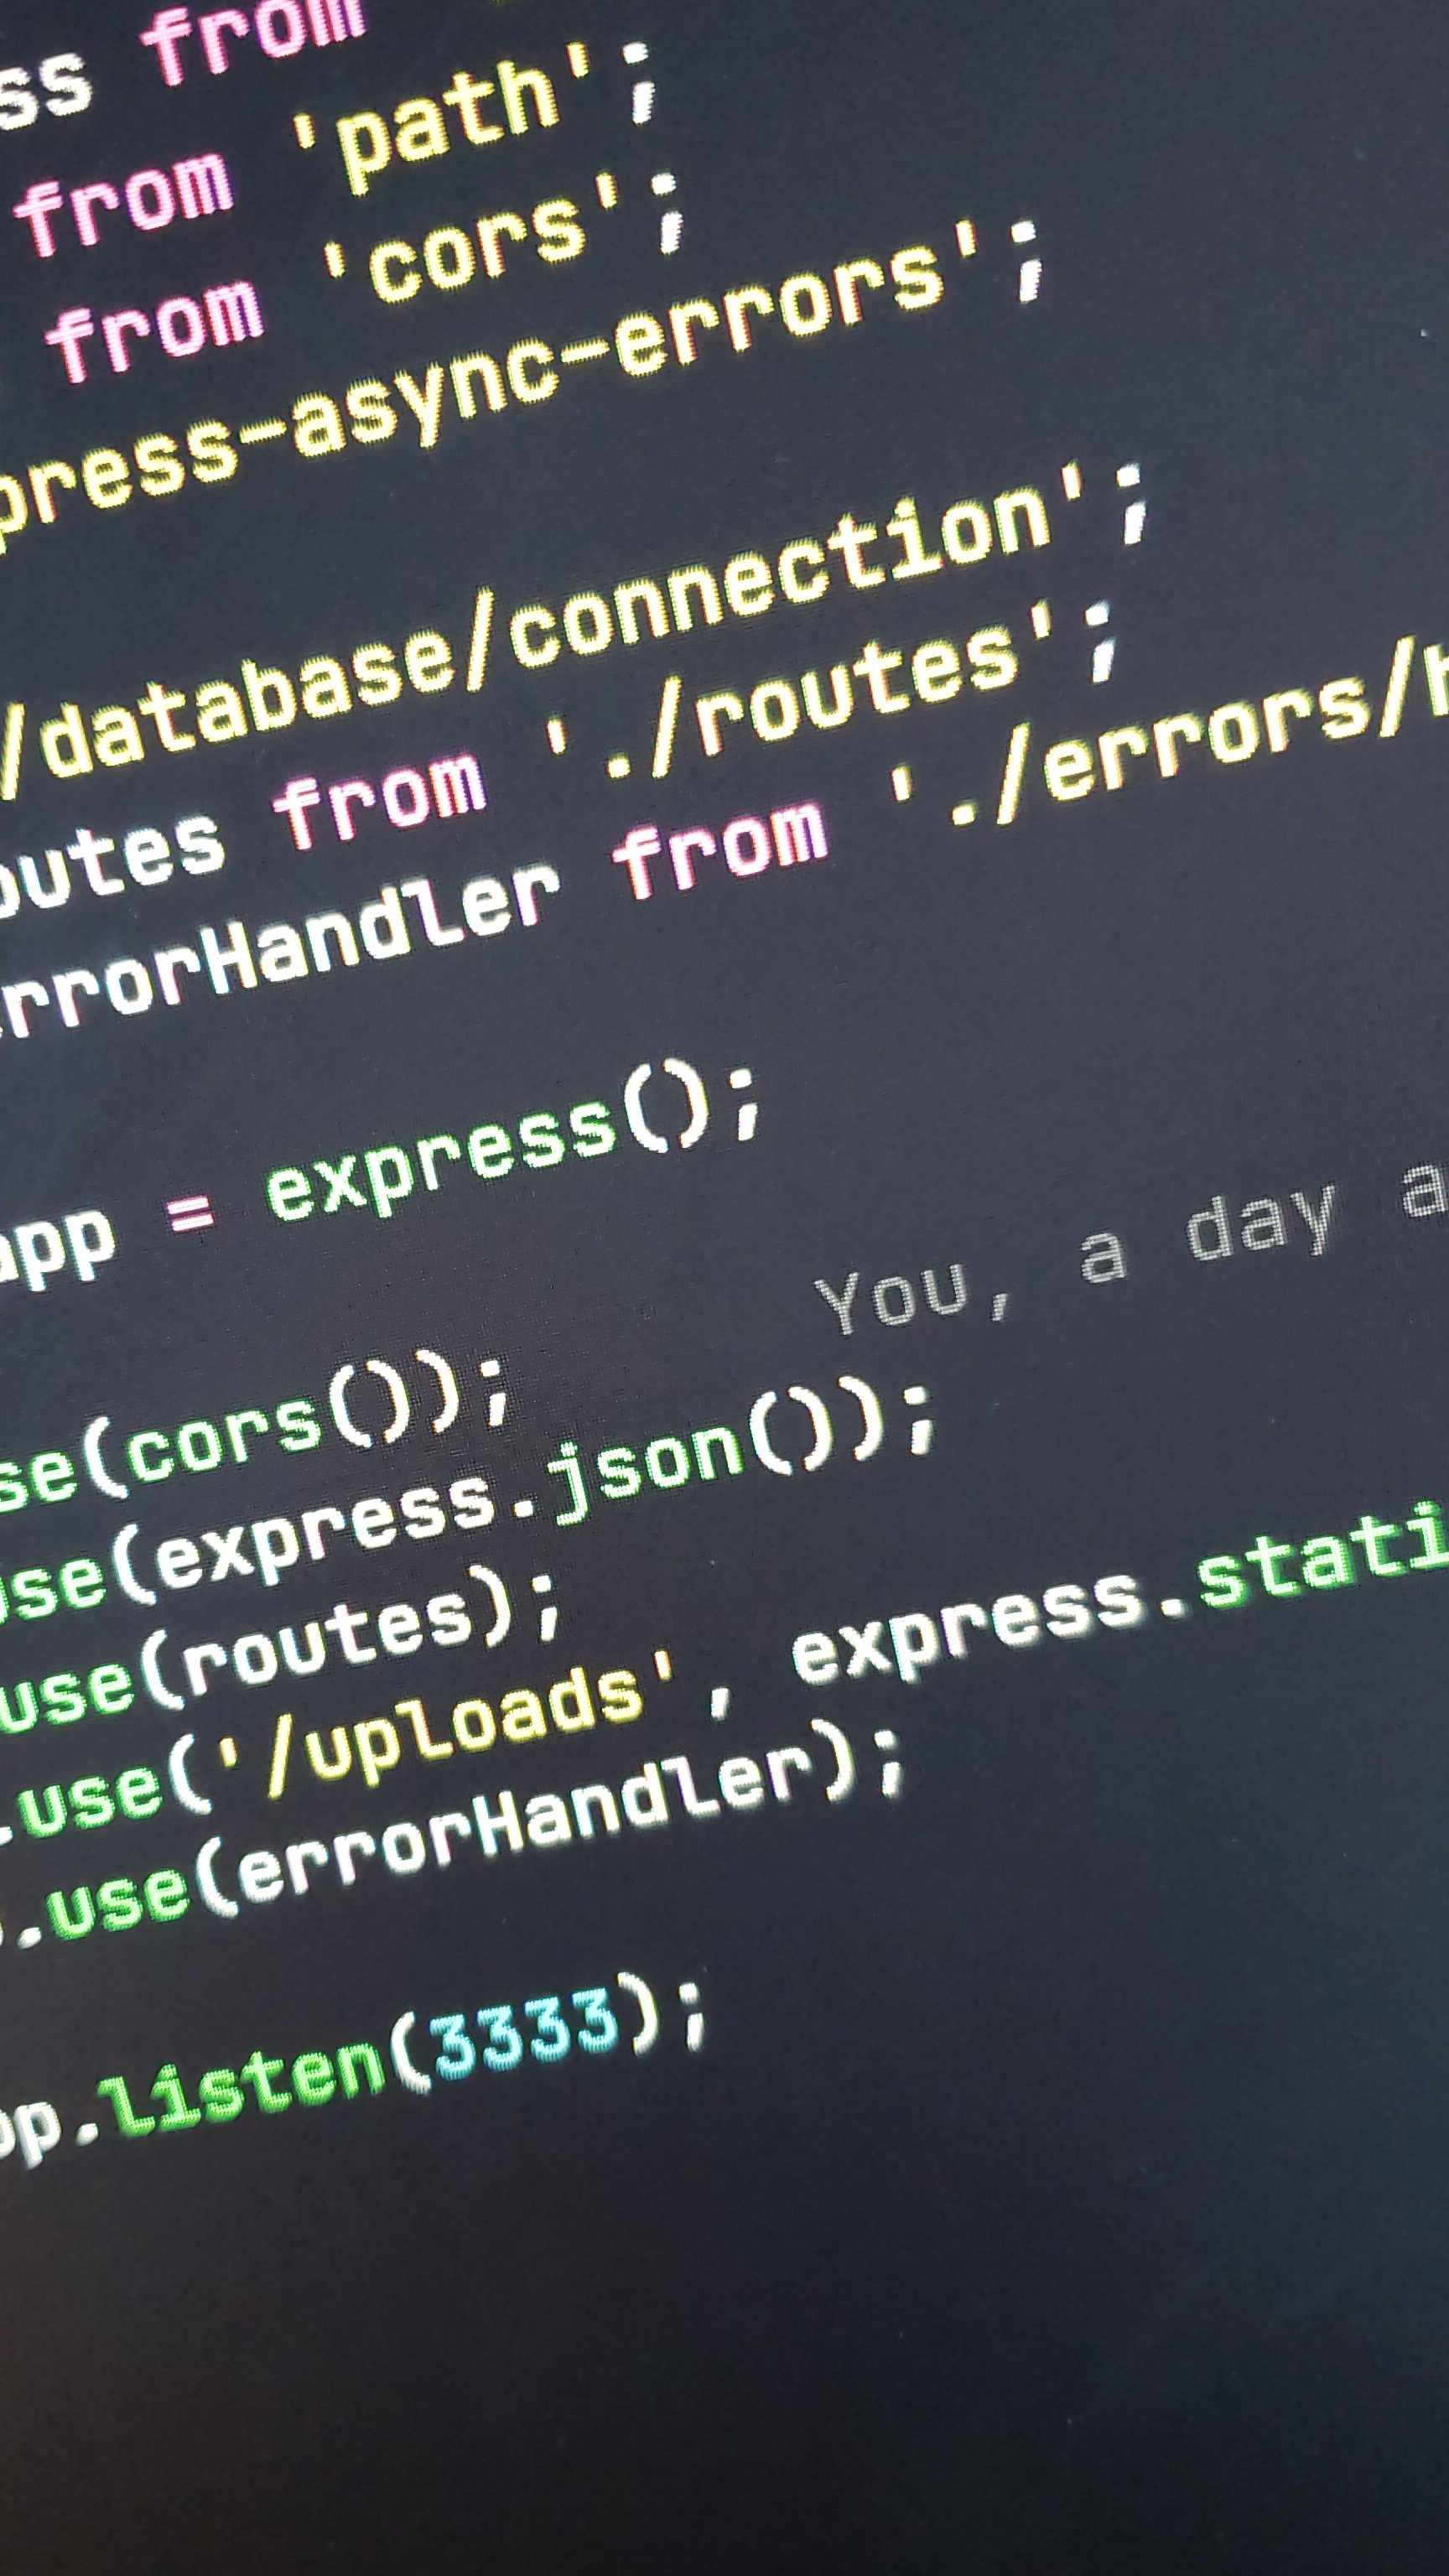 ss from
from 'path';
from 'cors';
press-async-errors';
/database/connection';
outes from './routes';
rrorHandler from './errors/h
app = express();
You, a day a
se(cors());
use(express.json());
use(routes);
.use('/uploads', express.stati
.use(errorHandler);
pp.listen(3333);